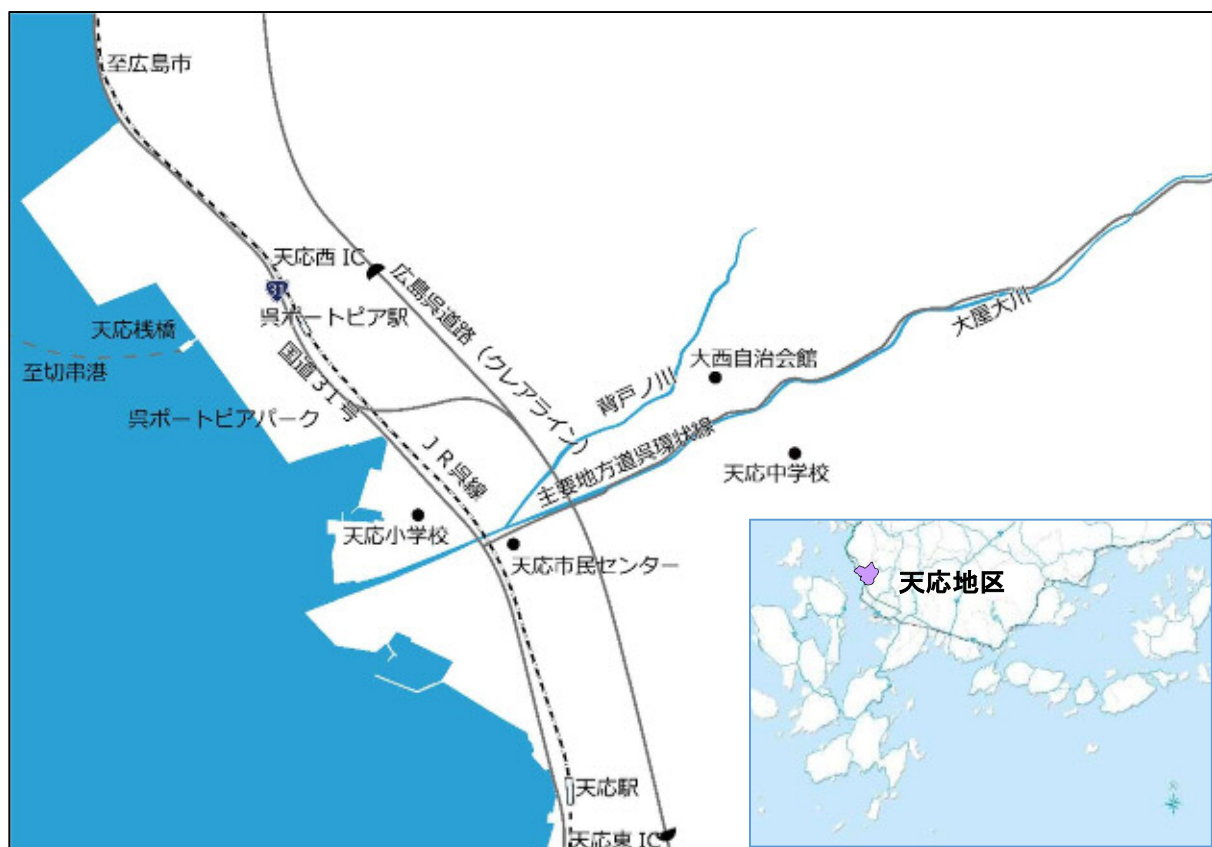 至広島市
天応西 IC
31
呉ポートピア駅
広島呉道路（クレアライン）
天応桟橋
至切串港
国道31号
呉ポートピアパーク
JR呉線
背戸ノ川
大西自治会館
大屋大川
主要地方道呉環状線
天応中学校
天応小学校
天応市民センター
天応地区
天応駅
天応東 IC